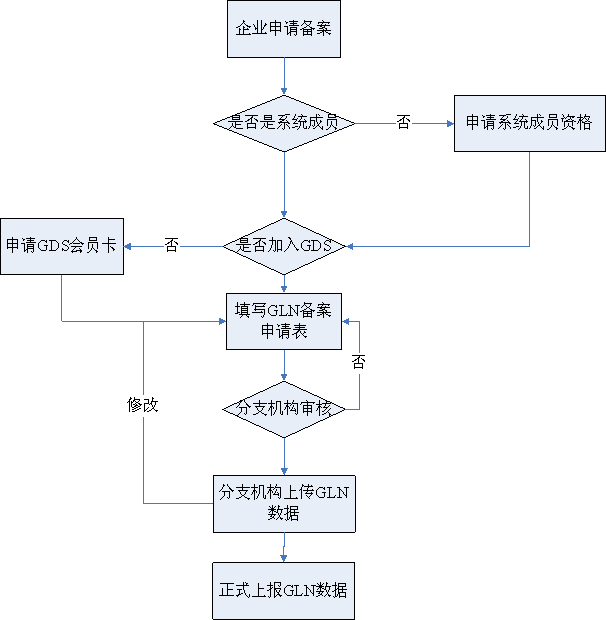 企业申请备案
是否是系统成员
否
申请系统成员资格
申请GDS会员卡
否
是否加入GDS
填写GLN备案
申请表
否
修改
分支机构审核
分支机构上传GLN
数据
正式上报GLN数据